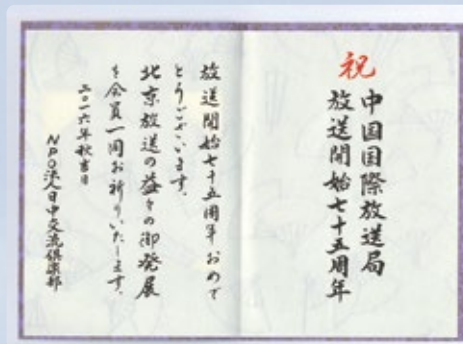 祝
中国国際放送局
放送開始七十五周年
放送開始七十五周年おめで
とうございます。
北京放送の益々の御発展
を会員一同お祈りいたします。
二〇一六年秋吉日
NPO法人日中交流倶楽部